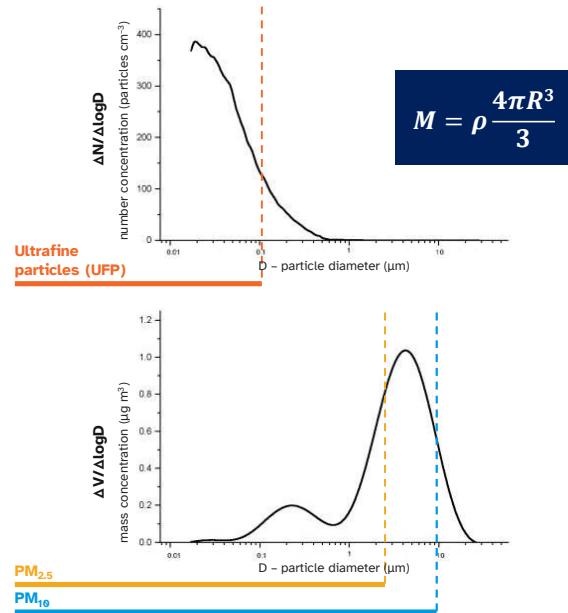 ΔN/ΔlogD
number concentration (particles cm⁻³)
400
300
200
100
0
0.01
0.1
1
10
D – particle diameter (µm)
M = ρ 4πR³/3
Ultrafine
particles (UFP)
ΔV/ΔlogD
mass concentration (µg m³)
1.2
1.0
0.8
0.6
0.4
0.2
0.0
0.01
0.1
1
10
D – particle diameter (µm)
PM₂.₅
PM₁₀